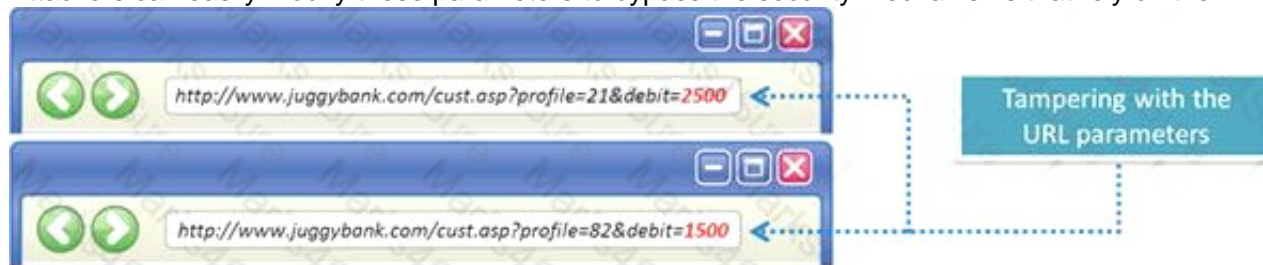 http://www.juggybank.com/cust.asp?profile=21&debit=2500
Tampering with the
URL parameters
http://www.juggybank.com/cust.asp?profile=82&debit=1500